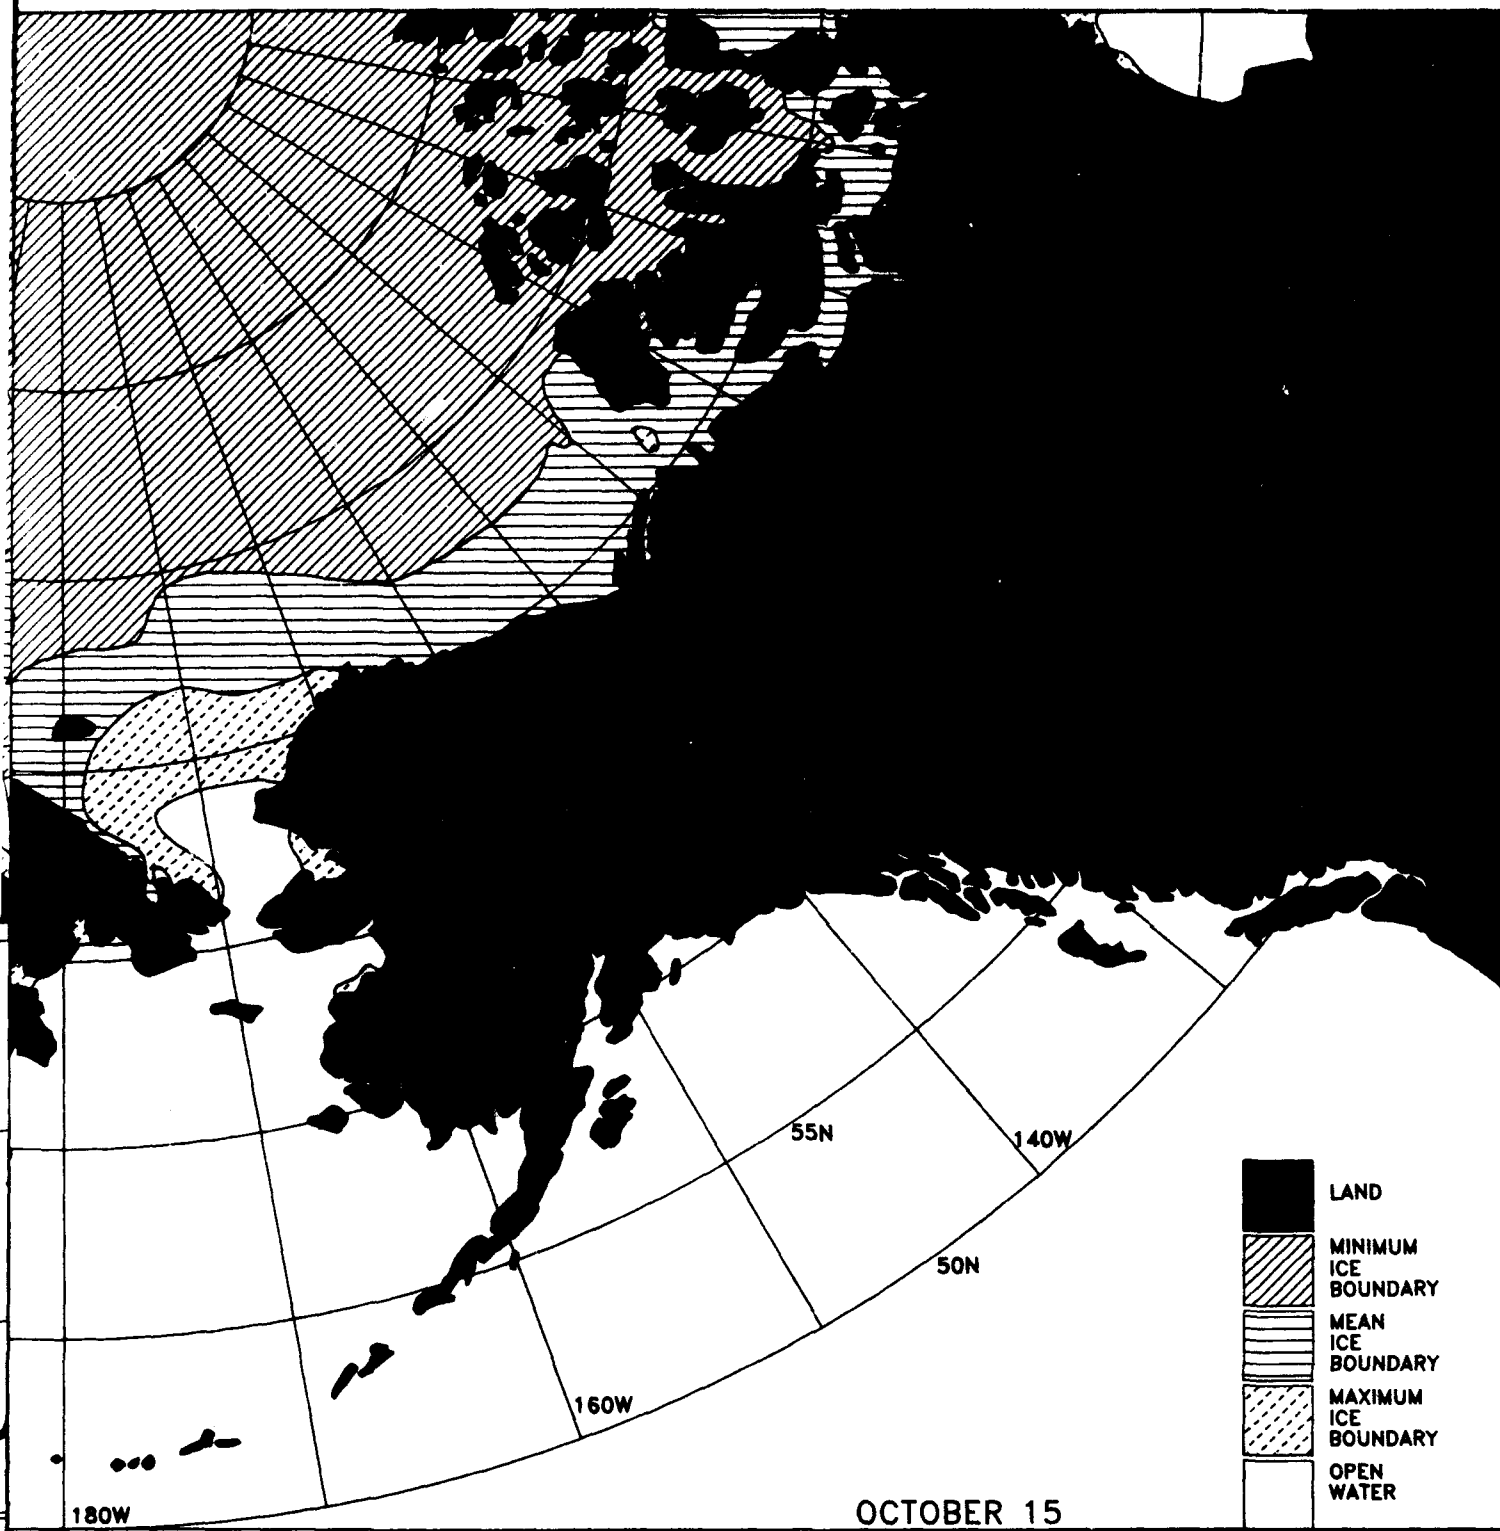 55N
140W
50N
160W
180W
OCTOBER 15
LAND
MINIMUM
ICE
BOUNDARY
MEAN
ICE
BOUNDARY
MAXIMUM
ICE
BOUNDARY
OPEN
WATER